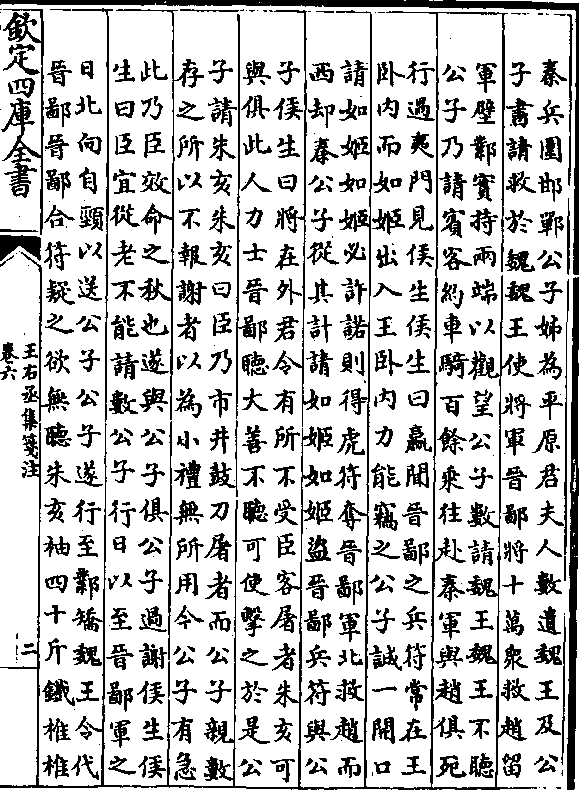 秦兵圍邯鄲公子姊為平原君夫人數遺魏王及公
子書請救於魏魏王使將軍晉鄙將十萬衆救趙留
軍壁鄴實持兩端以觀望公子數請魏王魏王不聽
公子乃請賓客約車騎百餘乗往赴秦軍與趙俱死
行過夷門見侯生侯生曰嬴聞晉鄙之兵符常在王
卧内而如姬出入王卧内力能竊之公子誠一開口
請如姬如姬必許諾則得虎符奪晉鄙軍北救趙而
西却秦公子從其計請如姬如姬盜晉鄙兵符與公
子侯生曰將在外君令有所不受臣客屠者朱亥可
與俱此人力士晉鄙聽大善不聽可使擊之於是公
子請朱亥朱亥曰臣乃市井鼓刀屠者而公子親數
存之所以不報謝者以為小禮無所用今公子有急
此乃臣效命之秋也遂與公子俱公子過謝侯生侯
生曰臣宜從老不能請數公子行日以至晉鄙軍之
日北向自頸以送公子公子遂行至鄴矯魏王令代
晉鄙晉鄙合符疑之欲無聽朱亥袖四十斤鐵椎椎
欽定四庫全書
王右丞集箋注
卷六
二